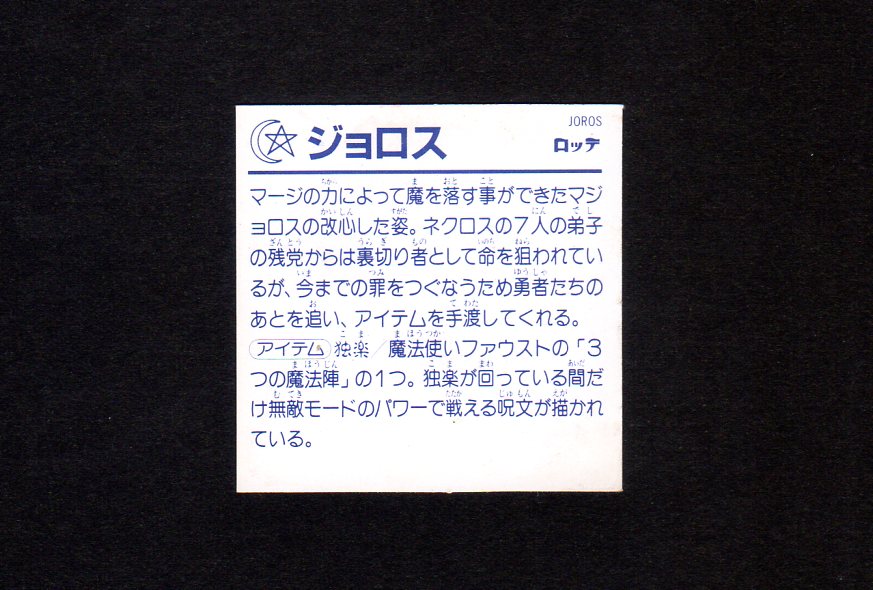 JOROS
ジョロス
ロッテ
マージの力によって魔を落す事ができたマジ
ョロスの改心した姿。ネクロスの7人の弟子
の残党からは裏切り者として命を狙われてい
るが、今までの罪をつぐなうため勇者たちの
あとを追い、アイテムを手渡してくれる。
アイテム 独楽／魔法使いファウストの「3
つの魔法陣」の1つ。独楽が回っている間だ
け無敵モードのパワーで戦える呪文が描かれ
ている。